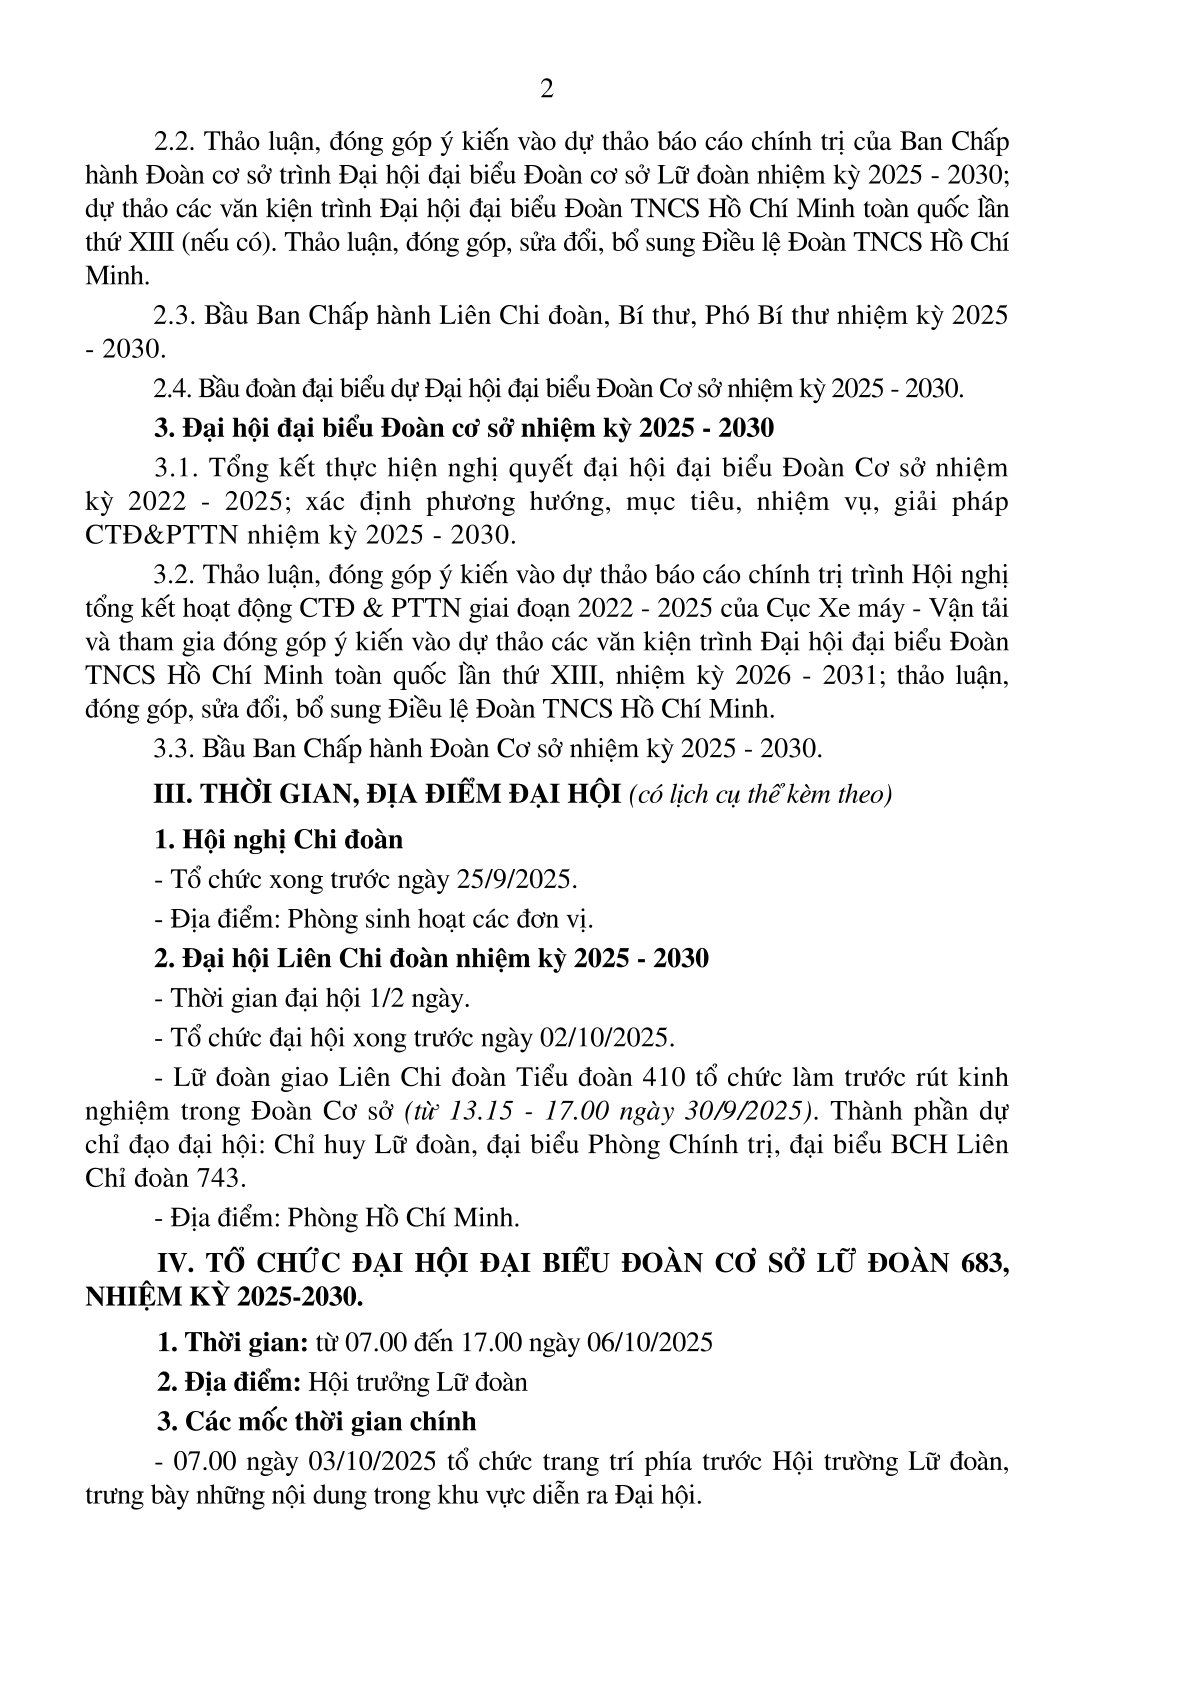 2
2.2. Thảo luận, đóng góp ý kiến vào dự thảo báo cáo chính trị của Ban Chấp
hành Đoàn cơ sở trình Đại hội đại biểu Đoàn cơ sở Lữ đoàn nhiệm kỳ 2025 - 2030;
dự thảo các văn kiện trình Đại hội đại biểu Đoàn TNCS Hồ Chí Minh toàn quốc lần
thứ XIII (nếu có). Thảo luận, đóng góp, sửa đổi, bổ sung Điều lệ Đoàn TNCS Hồ Chí
Minh.
2.3. Bầu Ban Chấp hành Liên Chi đoàn, Bí thư, Phó Bí thư nhiệm kỳ 2025
- 2030.
2.4. Bầu đoàn đại biểu dự Đại hội đại biểu Đoàn Cơ sở nhiệm kỳ 2025 - 2030.
3. Đại hội đại biểu Đoàn cơ sở nhiệm kỳ 2025 - 2030
3.1. Tổng kết thực hiện nghị quyết đại hội đại biểu Đoàn Cơ sở nhiệm
kỳ 2022 - 2025; xác định phương hướng, mục tiêu, nhiệm vụ, giải pháp
CTĐ&PTTN nhiệm kỳ 2025 - 2030.
3.2. Thảo luận, đóng góp ý kiến vào dự thảo báo cáo chính trị trình Hội nghị
tổng kết hoạt động CTĐ & PTTN giai đoạn 2022 - 2025 của Cục Xe máy - Vận tải
và tham gia đóng góp ý kiến vào dự thảo các văn kiện trình Đại hội đại biểu Đoàn
TNCS Hồ Chí Minh toàn quốc lần thứ XIII, nhiệm kỳ 2026 - 2031; thảo luận,
đóng góp, sửa đổi, bổ sung Điều lệ Đoàn TNCS Hồ Chí Minh.
3.3. Bầu Ban Chấp hành Đoàn Cơ sở nhiệm kỳ 2025 - 2030.
III. THỜI GIAN, ĐỊA ĐIỂM ĐẠI HỘI (có lịch cụ thể kèm theo)
1. Hội nghị Chi đoàn
- Tổ chức xong trước ngày 25/9/2025.
- Địa điểm: Phòng sinh hoạt các đơn vị.
2. Đại hội Liên Chi đoàn nhiệm kỳ 2025 - 2030
- Thời gian đại hội 1/2 ngày.
- Tổ chức đại hội xong trước ngày 02/10/2025.
- Lữ đoàn giao Liên Chi đoàn Tiểu đoàn 410 tổ chức làm trước rút kinh
nghiệm trong Đoàn Cơ sở (từ 13.15 - 17.00 ngày 30/9/2025). Thành phần dự
chỉ đạo đại hội: Chỉ huy Lữ đoàn, đại biểu Phòng Chính trị, đại biểu BCH Liên
Chỉ đoàn 743.
- Địa điểm: Phòng Hồ Chí Minh.
IV. TỔ CHỨC ĐẠI HỘI ĐẠI BIỂU ĐOÀN CƠ SỞ LỮ ĐOÀN 683,
NHIỆM KỲ 2025-2030.
1. Thời gian: từ 07.00 đến 17.00 ngày 06/10/2025
2. Địa điểm: Hội trưởng Lữ đoàn
3. Các mốc thời gian chính
- 07.00 ngày 03/10/2025 tổ chức trang trí phía trước Hội trường Lữ đoàn,
trưng bày những nội dung trong khu vực diễn ra Đại hội.